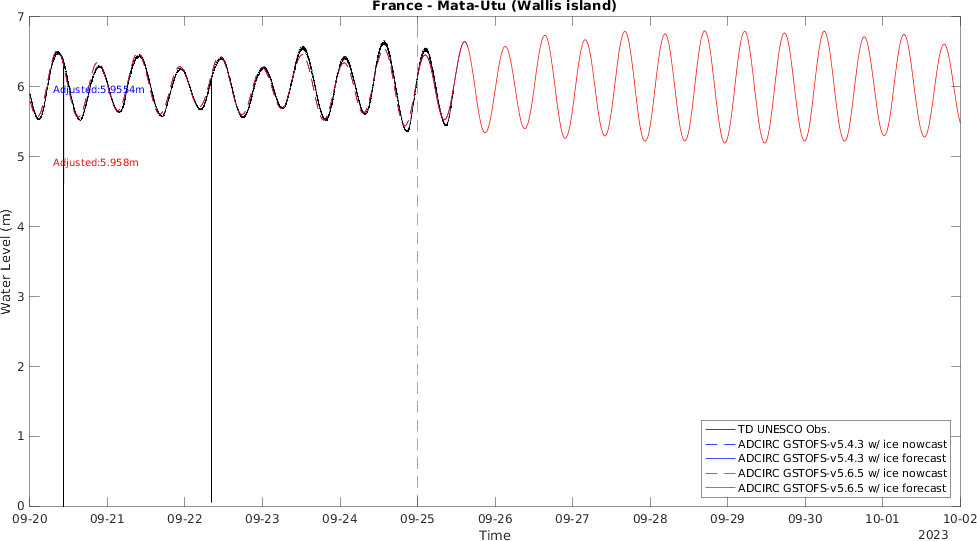 France - Mata-Utu (Wallis island)
7
6
5
4
3
2
1
0
Water Level (m)
Adjusted:5.9554m
Adjusted:5.958m
TD UNESCO Obs.
ADCIRC GSTOFS-v5.4.3 w/ ice nowcast
ADCIRC GSTOFS-v5.4.3 w/ ice forecast
ADCIRC GSTOFS-v5.6.5 w/ ice nowcast
ADCIRC GSTOFS-v5.6.5 w/ ice forecast
09-20 09-21 09-22 09-23 09-24 09-25 09-26 09-27 09-28 09-29 09-30 10-01 10-02
Time
2023